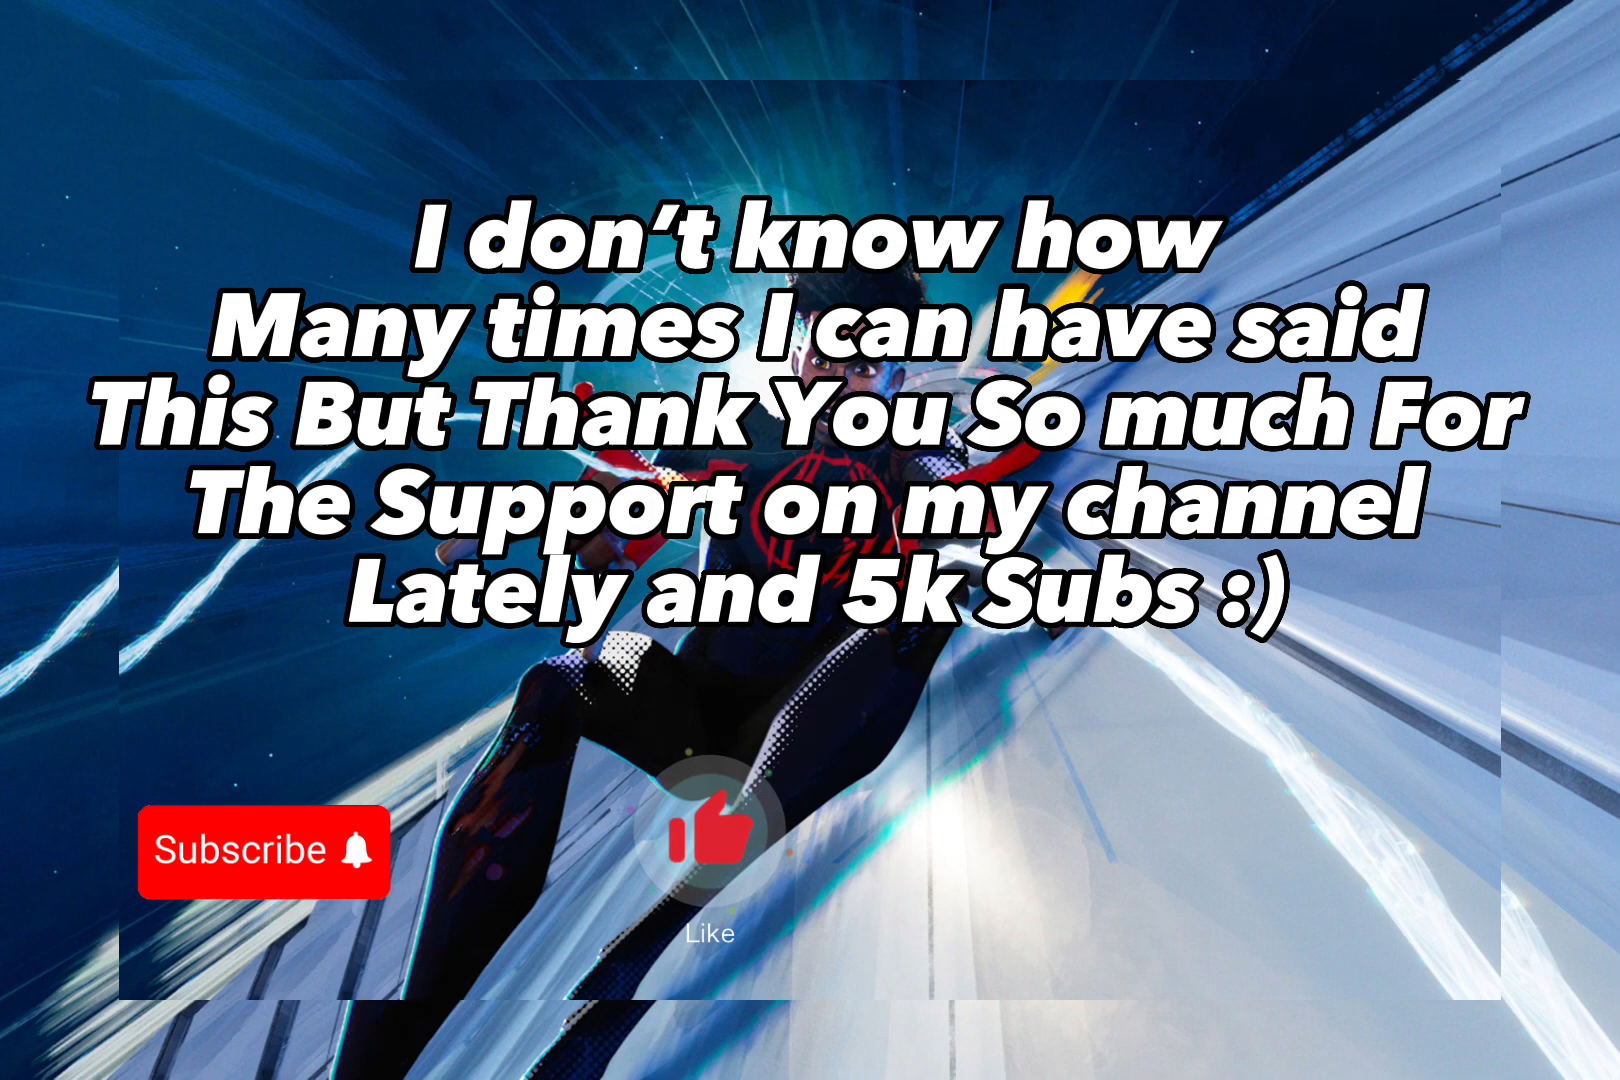 I don’t know how
Many times I can have said
This But Thank You So much For
The Support on my channel
Lately and 5k Subs :)
Subscribe
Like